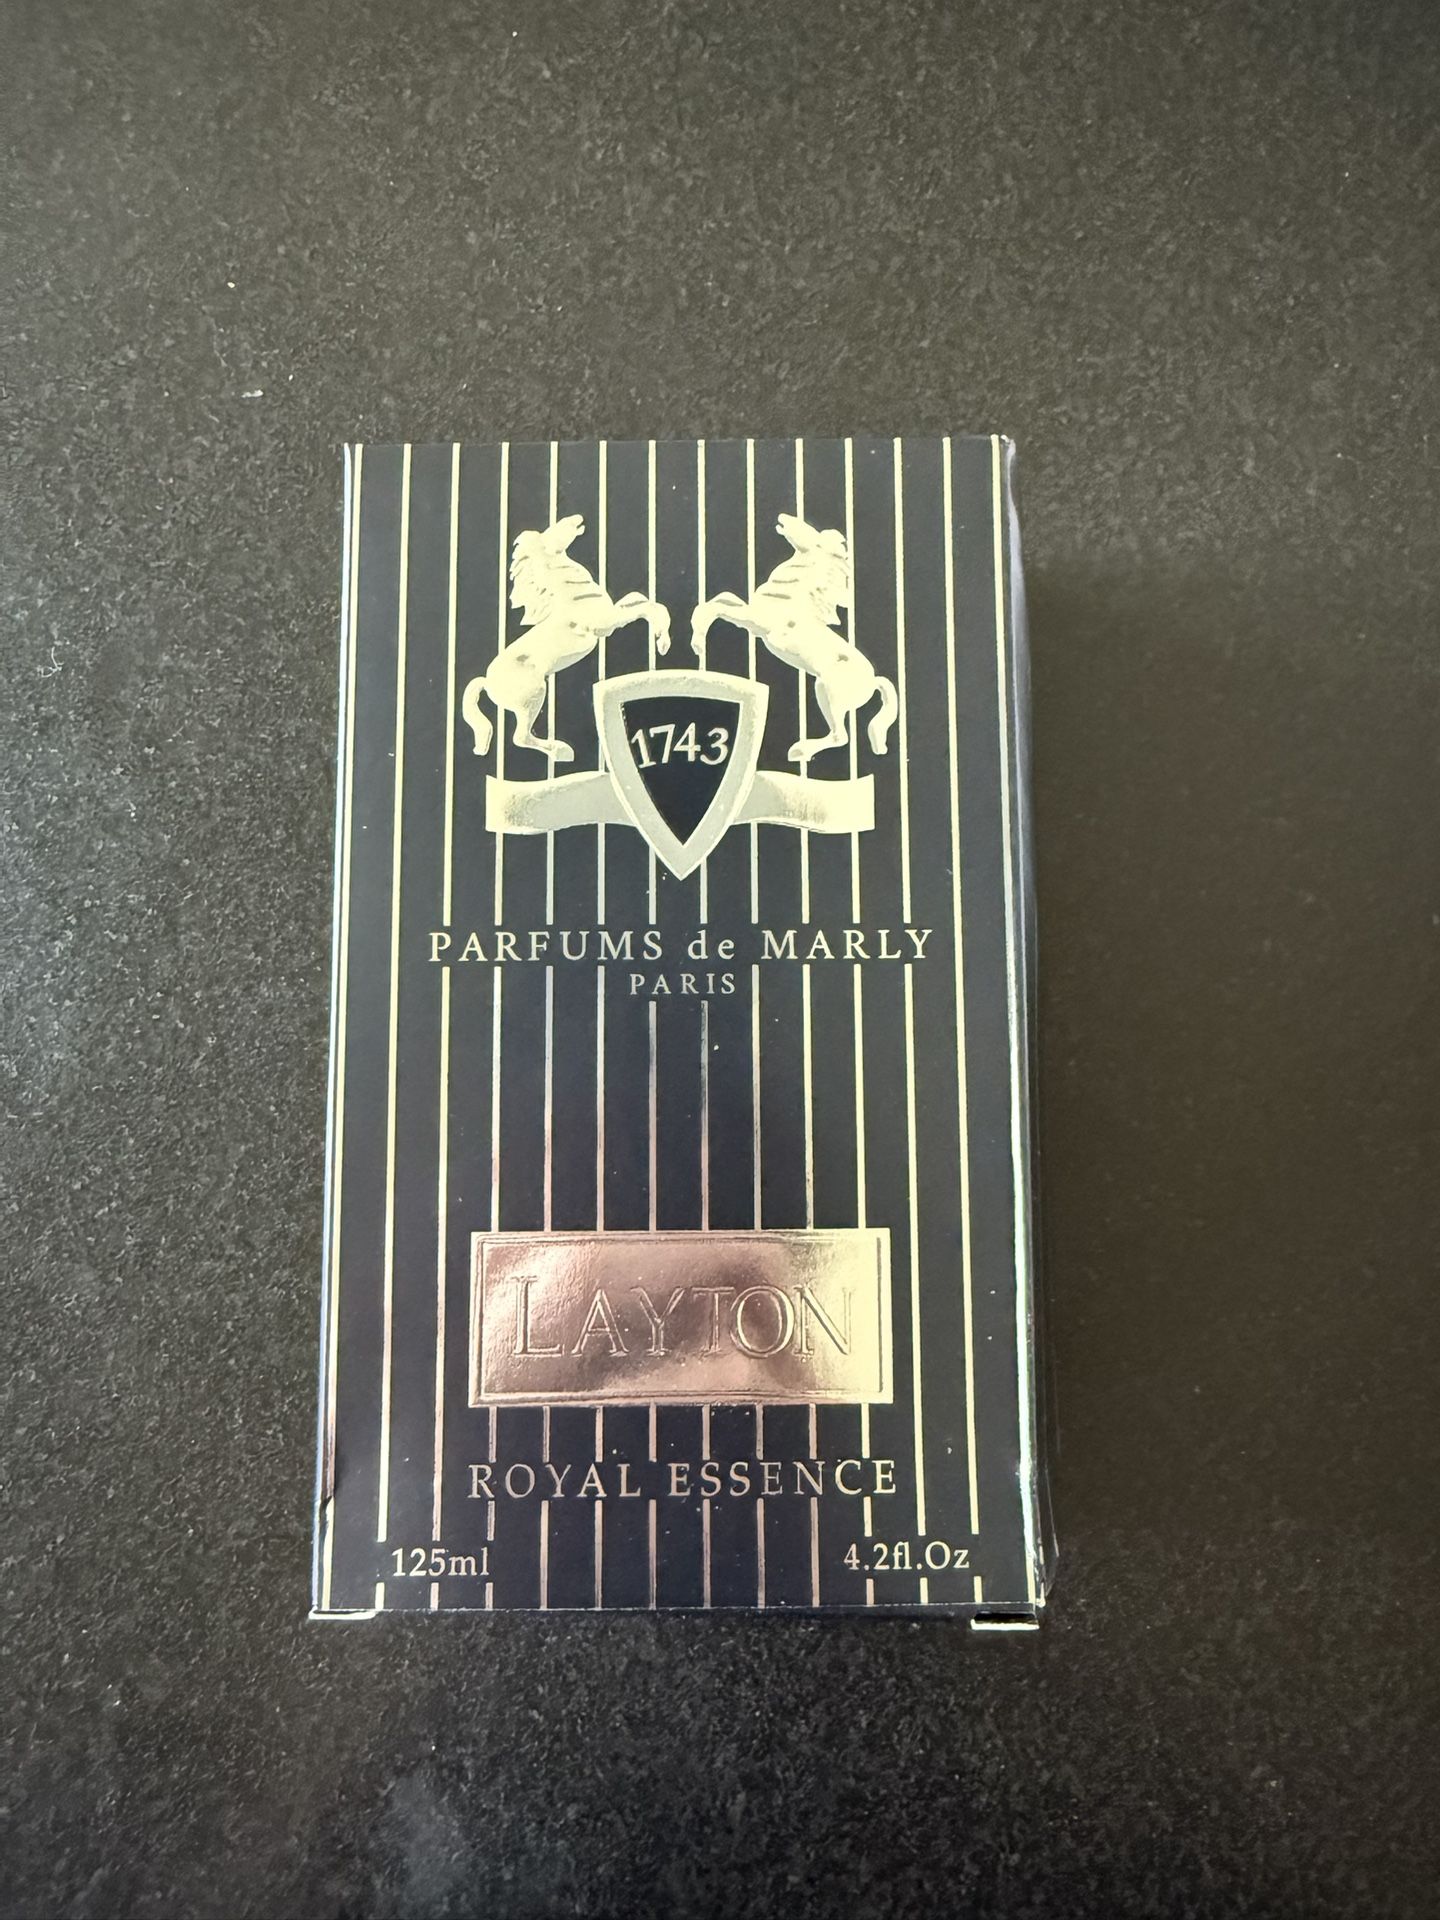 1743
PARFUMS de MARLY
PARIS
LAYTON
ROYAL ESSENCE
125ml 4.2fl.Oz